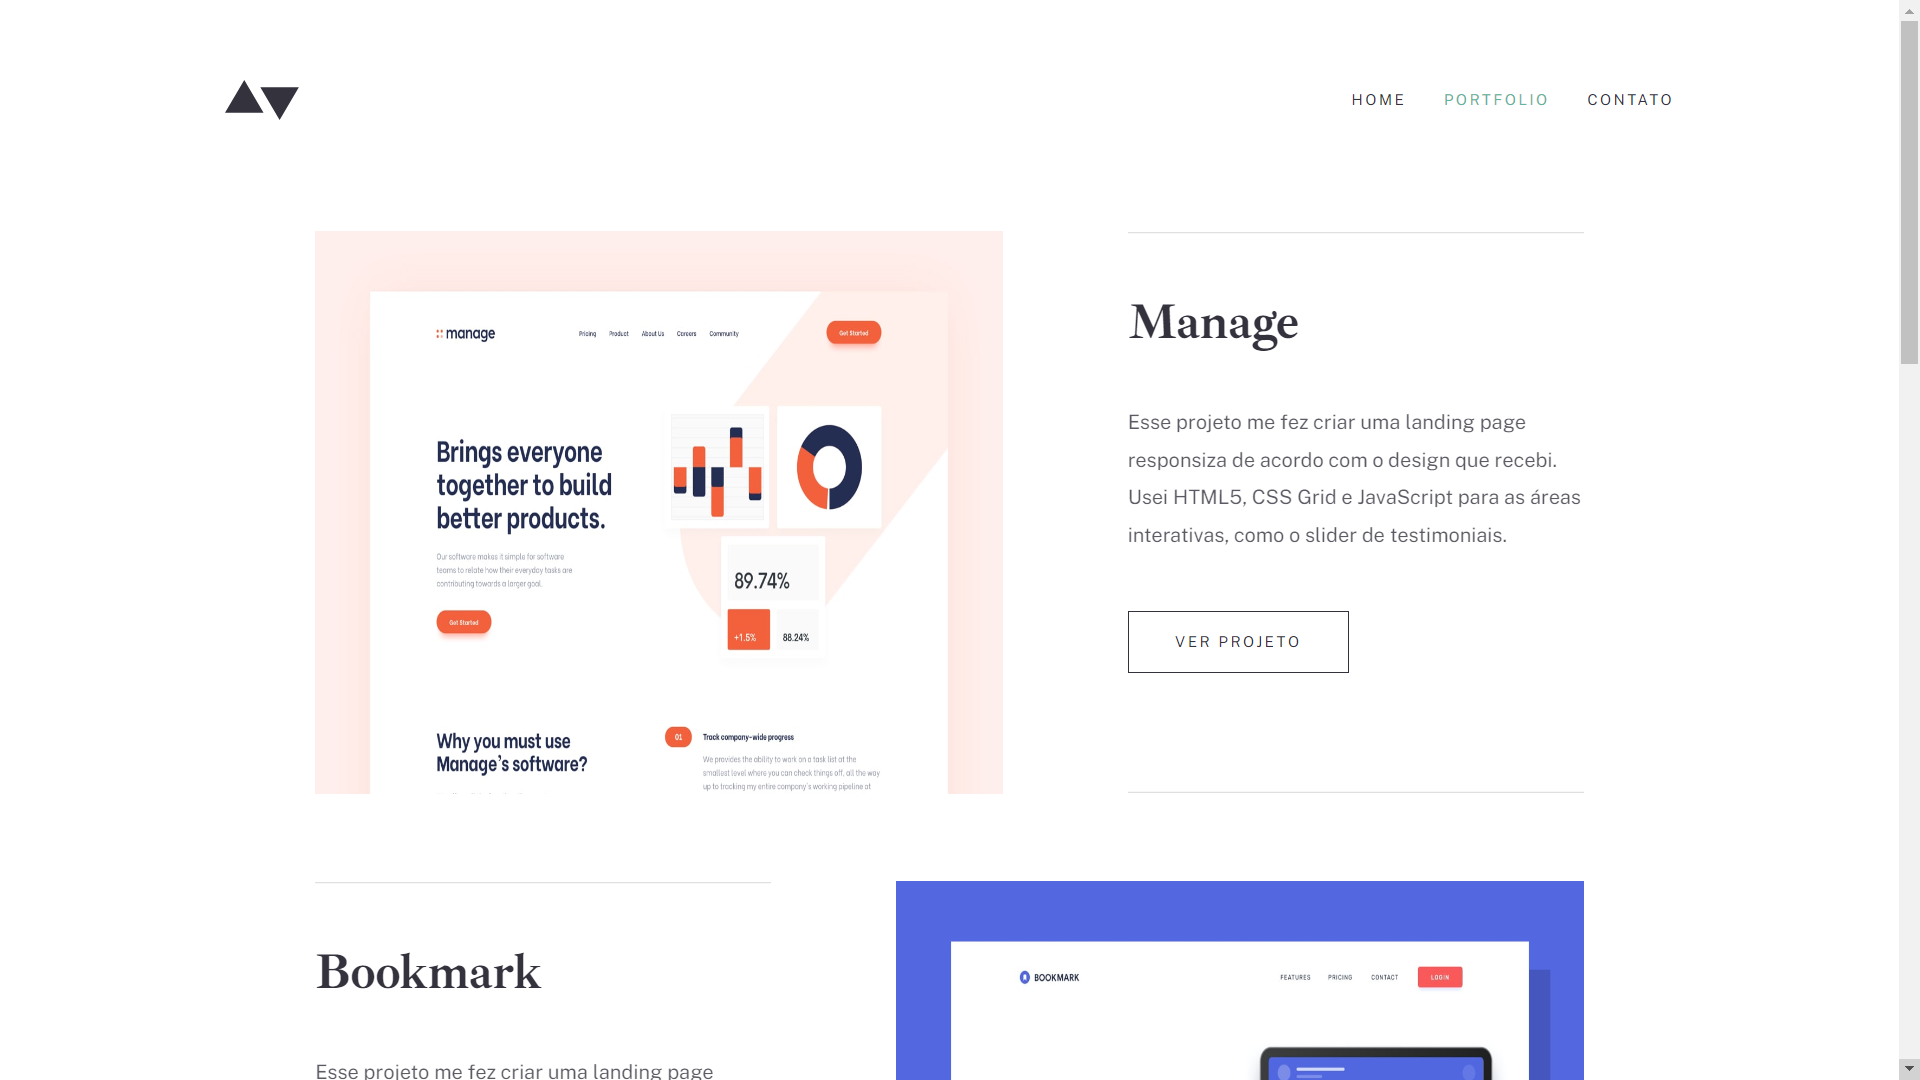 HOME PORTFOLIO CONTATO
manage Pricing Product About Us Careers Community Get Started
Brings everyone
together to build
better products.
Our software makes it simple for software
teams to relate how their everyday tasks are
contributing towards a larger goal.
Get Started
89.74%
+1.5% 88.24%
Why you must use
Manage's software?
01 Track company-wide progress
We provides the ability to work on a task list at the
smallest level where you can check things off, all the way
up to tracking my entire company's working pipeline at
Manage
Esse projeto me fez criar uma landing page
responsiza de acordo com o design que recebi.
Usei HTML5, CSS Grid e JavaScript para as áreas
interativas, como o slider de testimoniais.
VER PROJETO
Bookmark
Esse projeto me fez criar uma landing page
BOOKMARK FEATURES PRICING CONTACT LOGIN